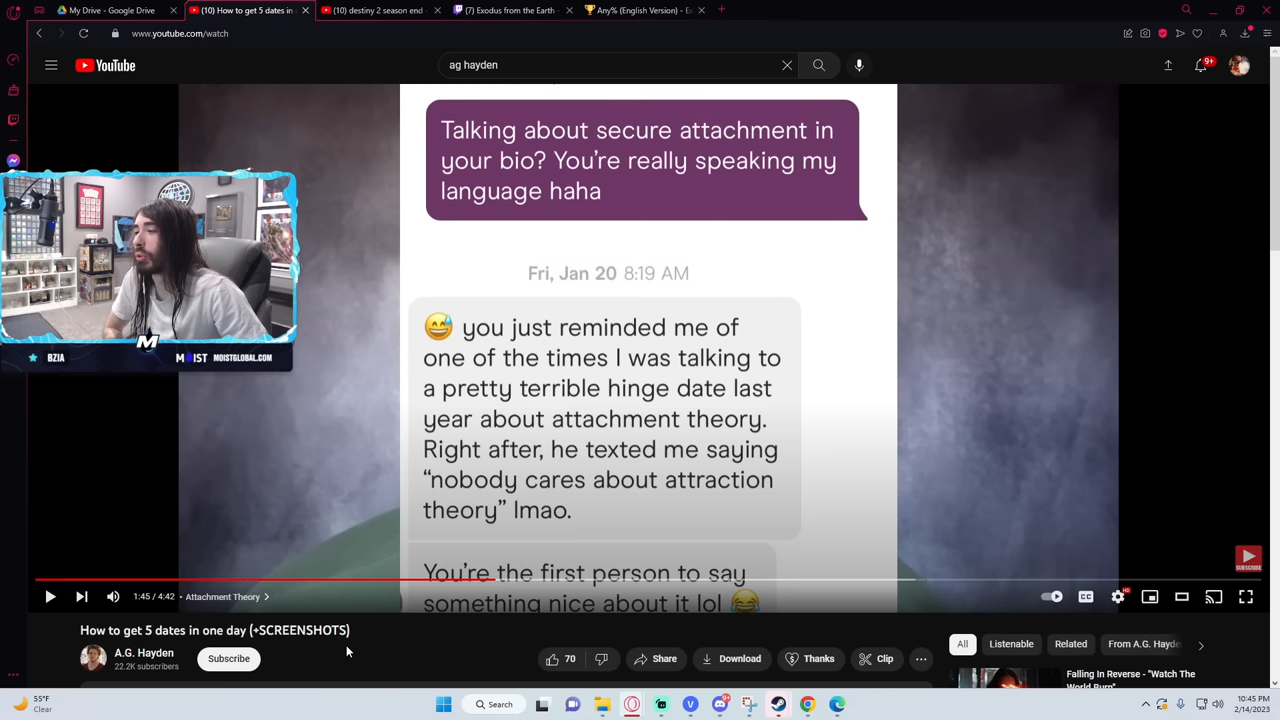 My Drive - Google Drive
(10) How to get 5 dates in
(10) destiny 2 season end -
(7) Exodus from the Earth -
Any% (English Version) - Ex
www.youtube.com/watch
YouTube
ag hayden
9+
Talking about secure attachment in
your bio? You're really speaking my
language haha
Fri, Jan 20 8:19 AM
😅 you just reminded me of
one of the times I was talking to
a pretty terrible hinge date last
year about attachment theory.
Right after, he texted me saying
“nobody cares about attraction
theory” lmao.
You're the first person to say
something nice about it lol 😂
BZIA
M
MOIST
MOISTGLOBAL.COM
SUBSCRIBE
1:45 / 4:42 • Attachment Theory
CC
HD
How to get 5 dates in one day (+SCREENSHOTS)
A.G. Hayden
22.2K subscribers
Subscribe
70
Share
Download
Thanks
Clip
All
Listenable
Related
From A.G. Hayde
Falling In Reverse - "Watch The
World Burn"
55°F
Clear
Search
10:45 PM
2/14/2023